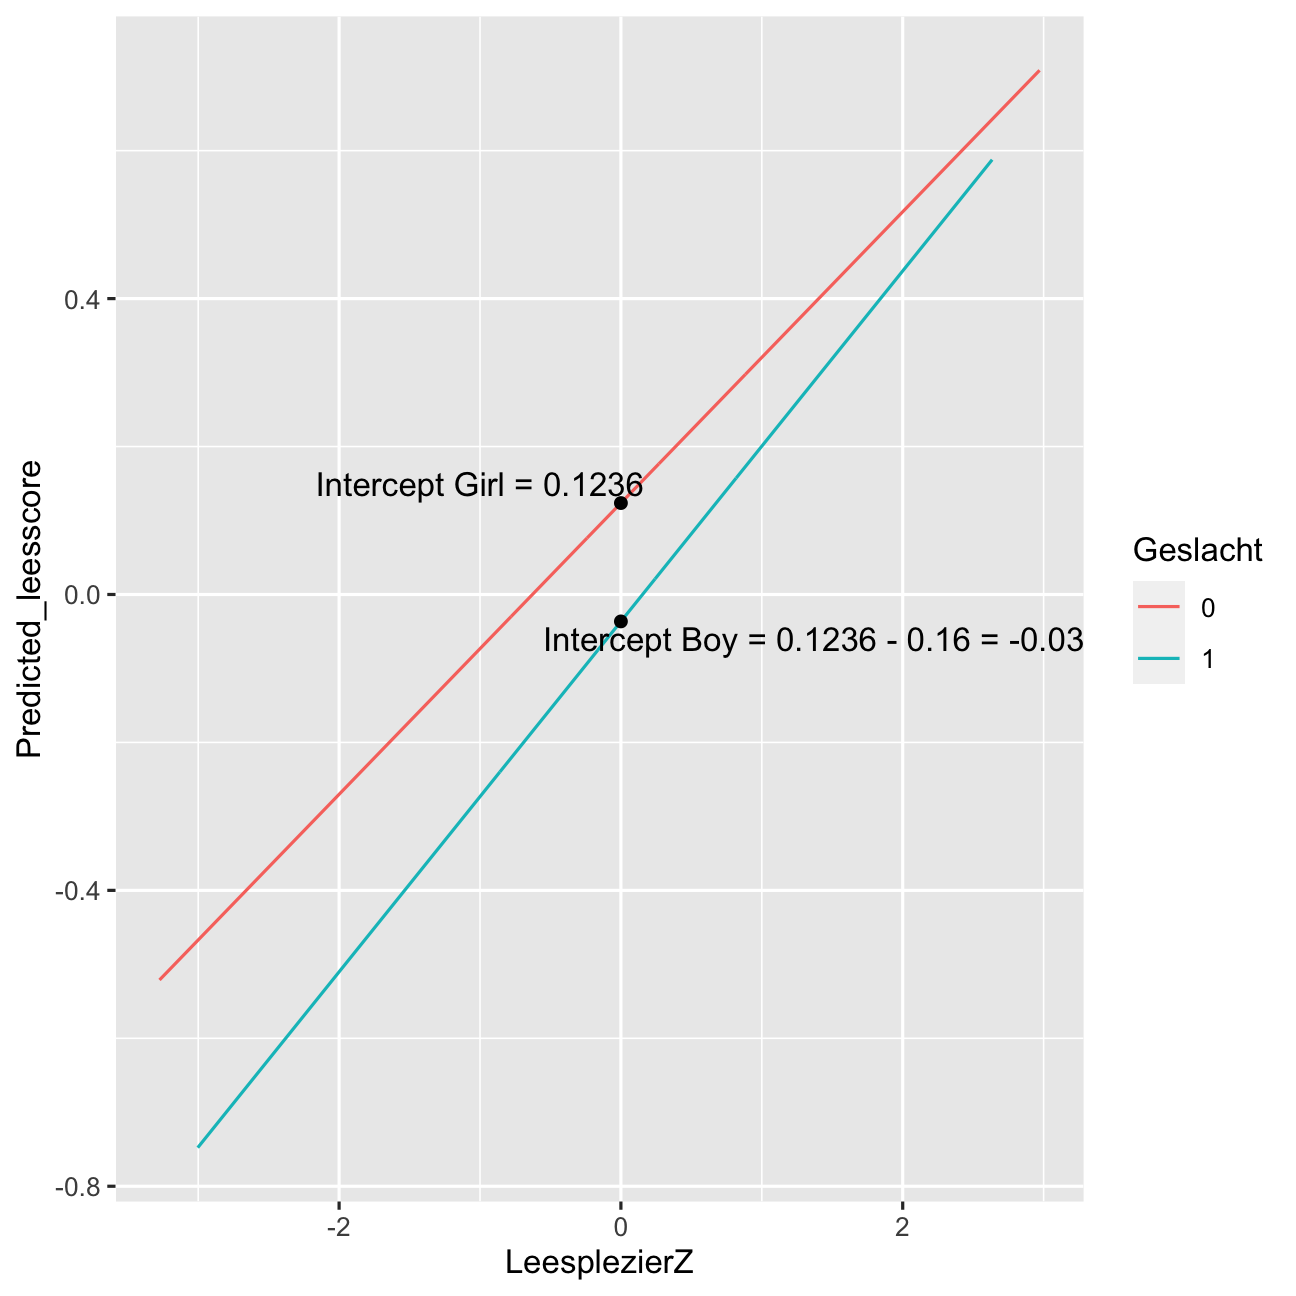 Predicted_leesscore
0.4
0.0
-0.4
-0.8
Intercept Girl = 0.1236
Intercept Boy = 0.1236 - 0.16 = -0.03
-2
0
2
LeesplezierZ
Geslacht
0
1